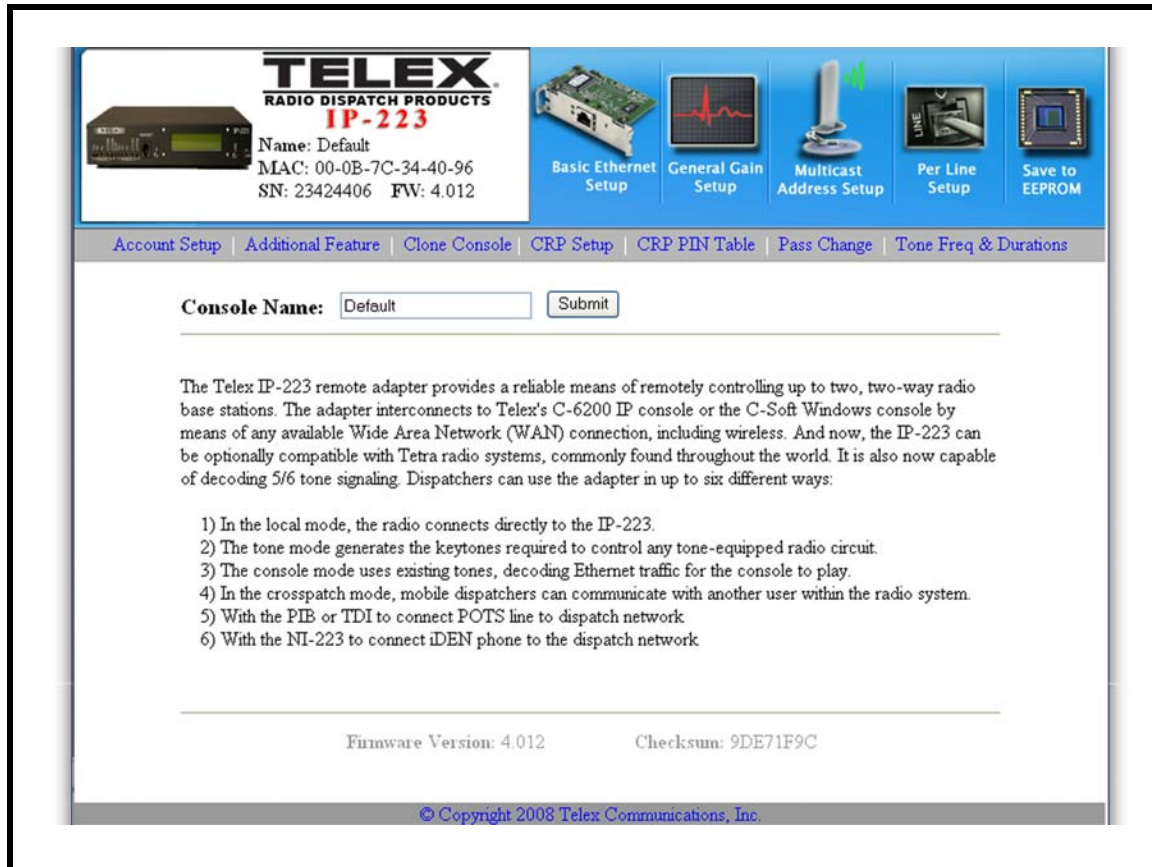 TELEX
RADIO DISPATCH PRODUCTS
IP-223
Name: Default
MAC: 00-0B-7C-34-40-96
SN: 23424406 FW: 4.012
Basic Ethernet
Setup
General Gain
Setup
Multicast
Address Setup
LINE
Per Line
Setup
Save to
EEPROM
Account Setup | Additional Feature | Clone Console | CRP Setup | CRP PIN Table | Pass Change | Tone Freq & Durations
Console Name: Default Submit
The Telex IP-223 remote adapter provides a reliable means of remotely controlling up to two, two-way radio
base stations. The adapter interconnects to Telex's C-6200 IP console or the C-Soft Windows console by
means of any available Wide Area Network (WAN) connection, including wireless. And now, the IP-223 can
be optionally compatible with Tetra radio systems, commonly found throughout the world. It is also now capable
of decoding 5/6 tone signaling. Dispatchers can use the adapter in up to six different ways:
1) In the local mode, the radio connects directly to the IP-223.
2) The tone mode generates the keytones required to control any tone-equipped radio circuit.
3) The console mode uses existing tones, decoding Ethernet traffic for the console to play.
4) In the crosspatch mode, mobile dispatchers can communicate with another user within the radio system.
5) With the PIB or TDI to connect POTS line to dispatch network
6) With the NI-223 to connect iDEN phone to the dispatch network
Firmware Version: 4.012 Checksum: 9DE71F9C
© Copyright 2008 Telex Communications, Inc.